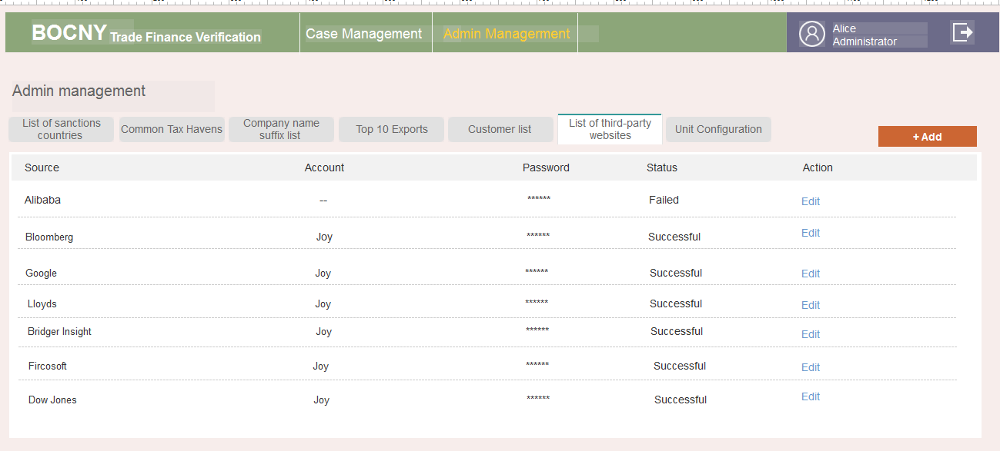 BOCNY Trade Finance Verification Case Management Admin Managerment Alice
Administrator
Admin management
List of sanctions countries
Common Tax Havens
Company name suffix list
Top 10 Exports
Customer list
List of third-party websites
Unit Configuration
+ Add
Source Account Password Status Action
Alibaba -- ****** Failed Edit
Bloomberg Joy ****** Successful Edit
Google Joy ****** Successful Edit
Lloyds Joy ****** Successful Edit
Bridger Insight Joy ****** Successful Edit
Fircosoft Joy ****** Successful Edit
Dow Jones Joy ****** Successful Edit